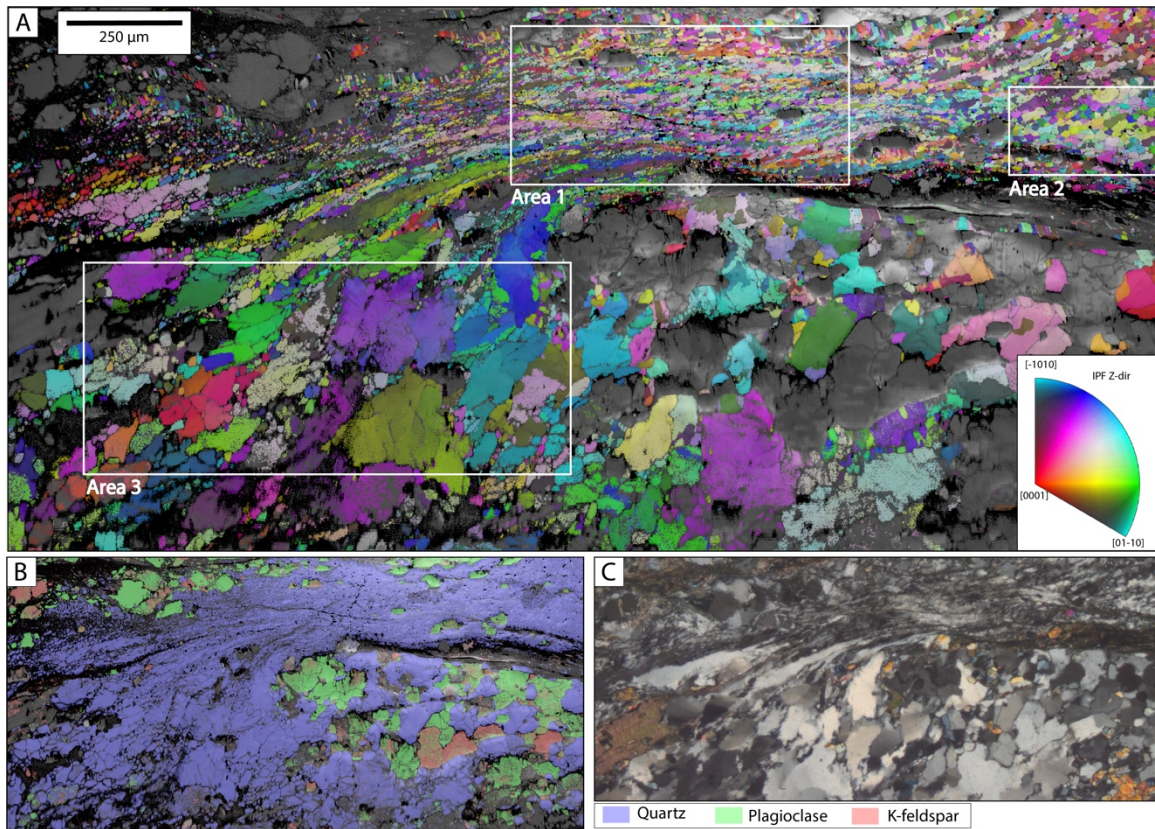 A
250 µm
Area 1
Area 2
Area 3
[-1010]
IPF Z-dir
[0001]
[01-10]
B
C
Quartz
Plagioclase
K-feldspar